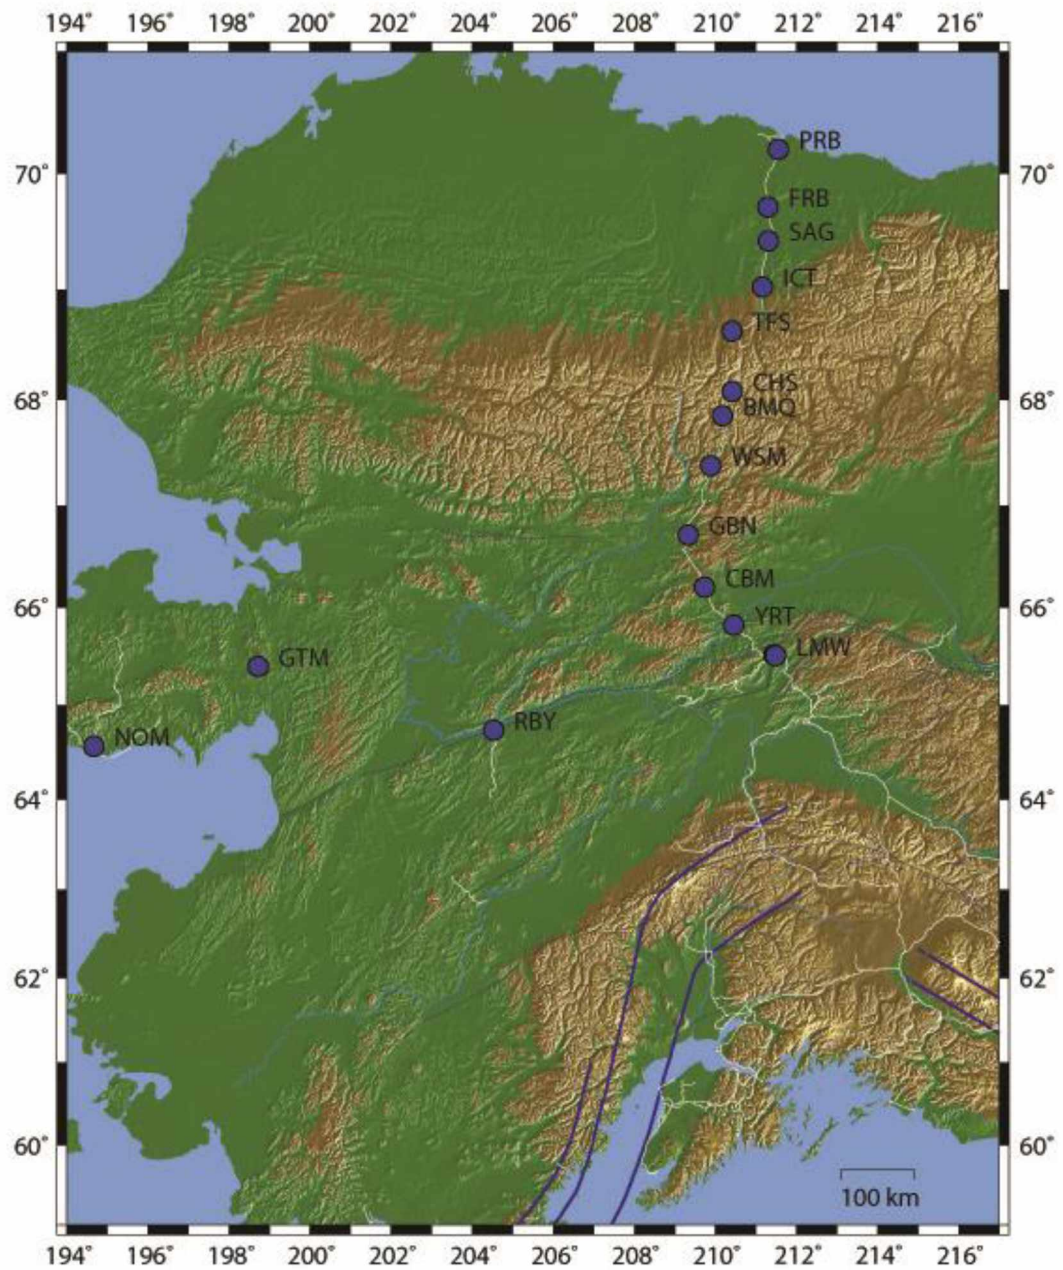 194° 196° 198° 200° 202° 204° 206° 208° 210° 212° 214° 216°
PRB
70° 70°
FRB
SAG
ICT
TFS
CHS
68° 68°
BMQ
WSM
GBN
CBM
66° 66°
YRT
LMW
GTM
RBY
NOM
64° 64°
62° 62°
60° 60°
100 km
194° 196° 198° 200° 202° 204° 206° 208° 210° 212° 214° 216°